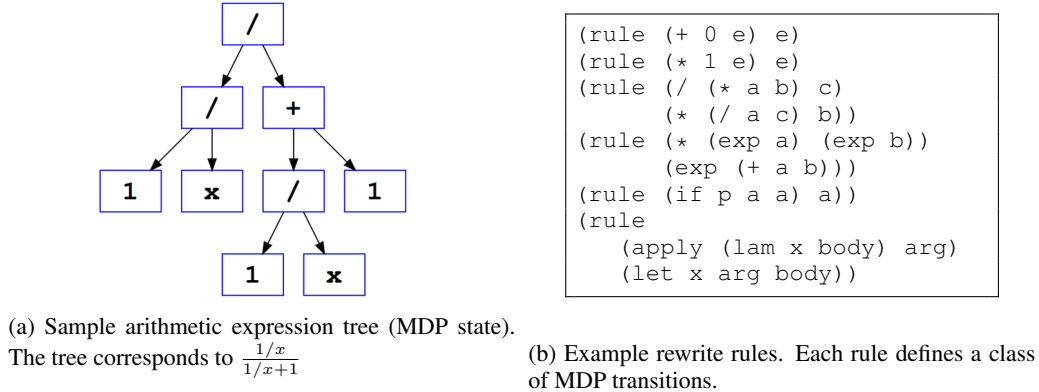 /
/ +
1 x / 1
1 x
(a) Sample arithmetic expression tree (MDP state).
The tree corresponds to \frac{1/x}{1/x+1}
(rule (+ 0 e) e)
(rule (* 1 e) e)
(rule (/ (* a b) c)
      (* (/ a c) b))
(rule (* (exp a) (exp b))
      (exp (+ a b)))
(rule (if p a a) a))
(rule
   (apply (lam x body) arg)
   (let x arg body))
(b) Example rewrite rules. Each rule defines a class
of MDP transitions.